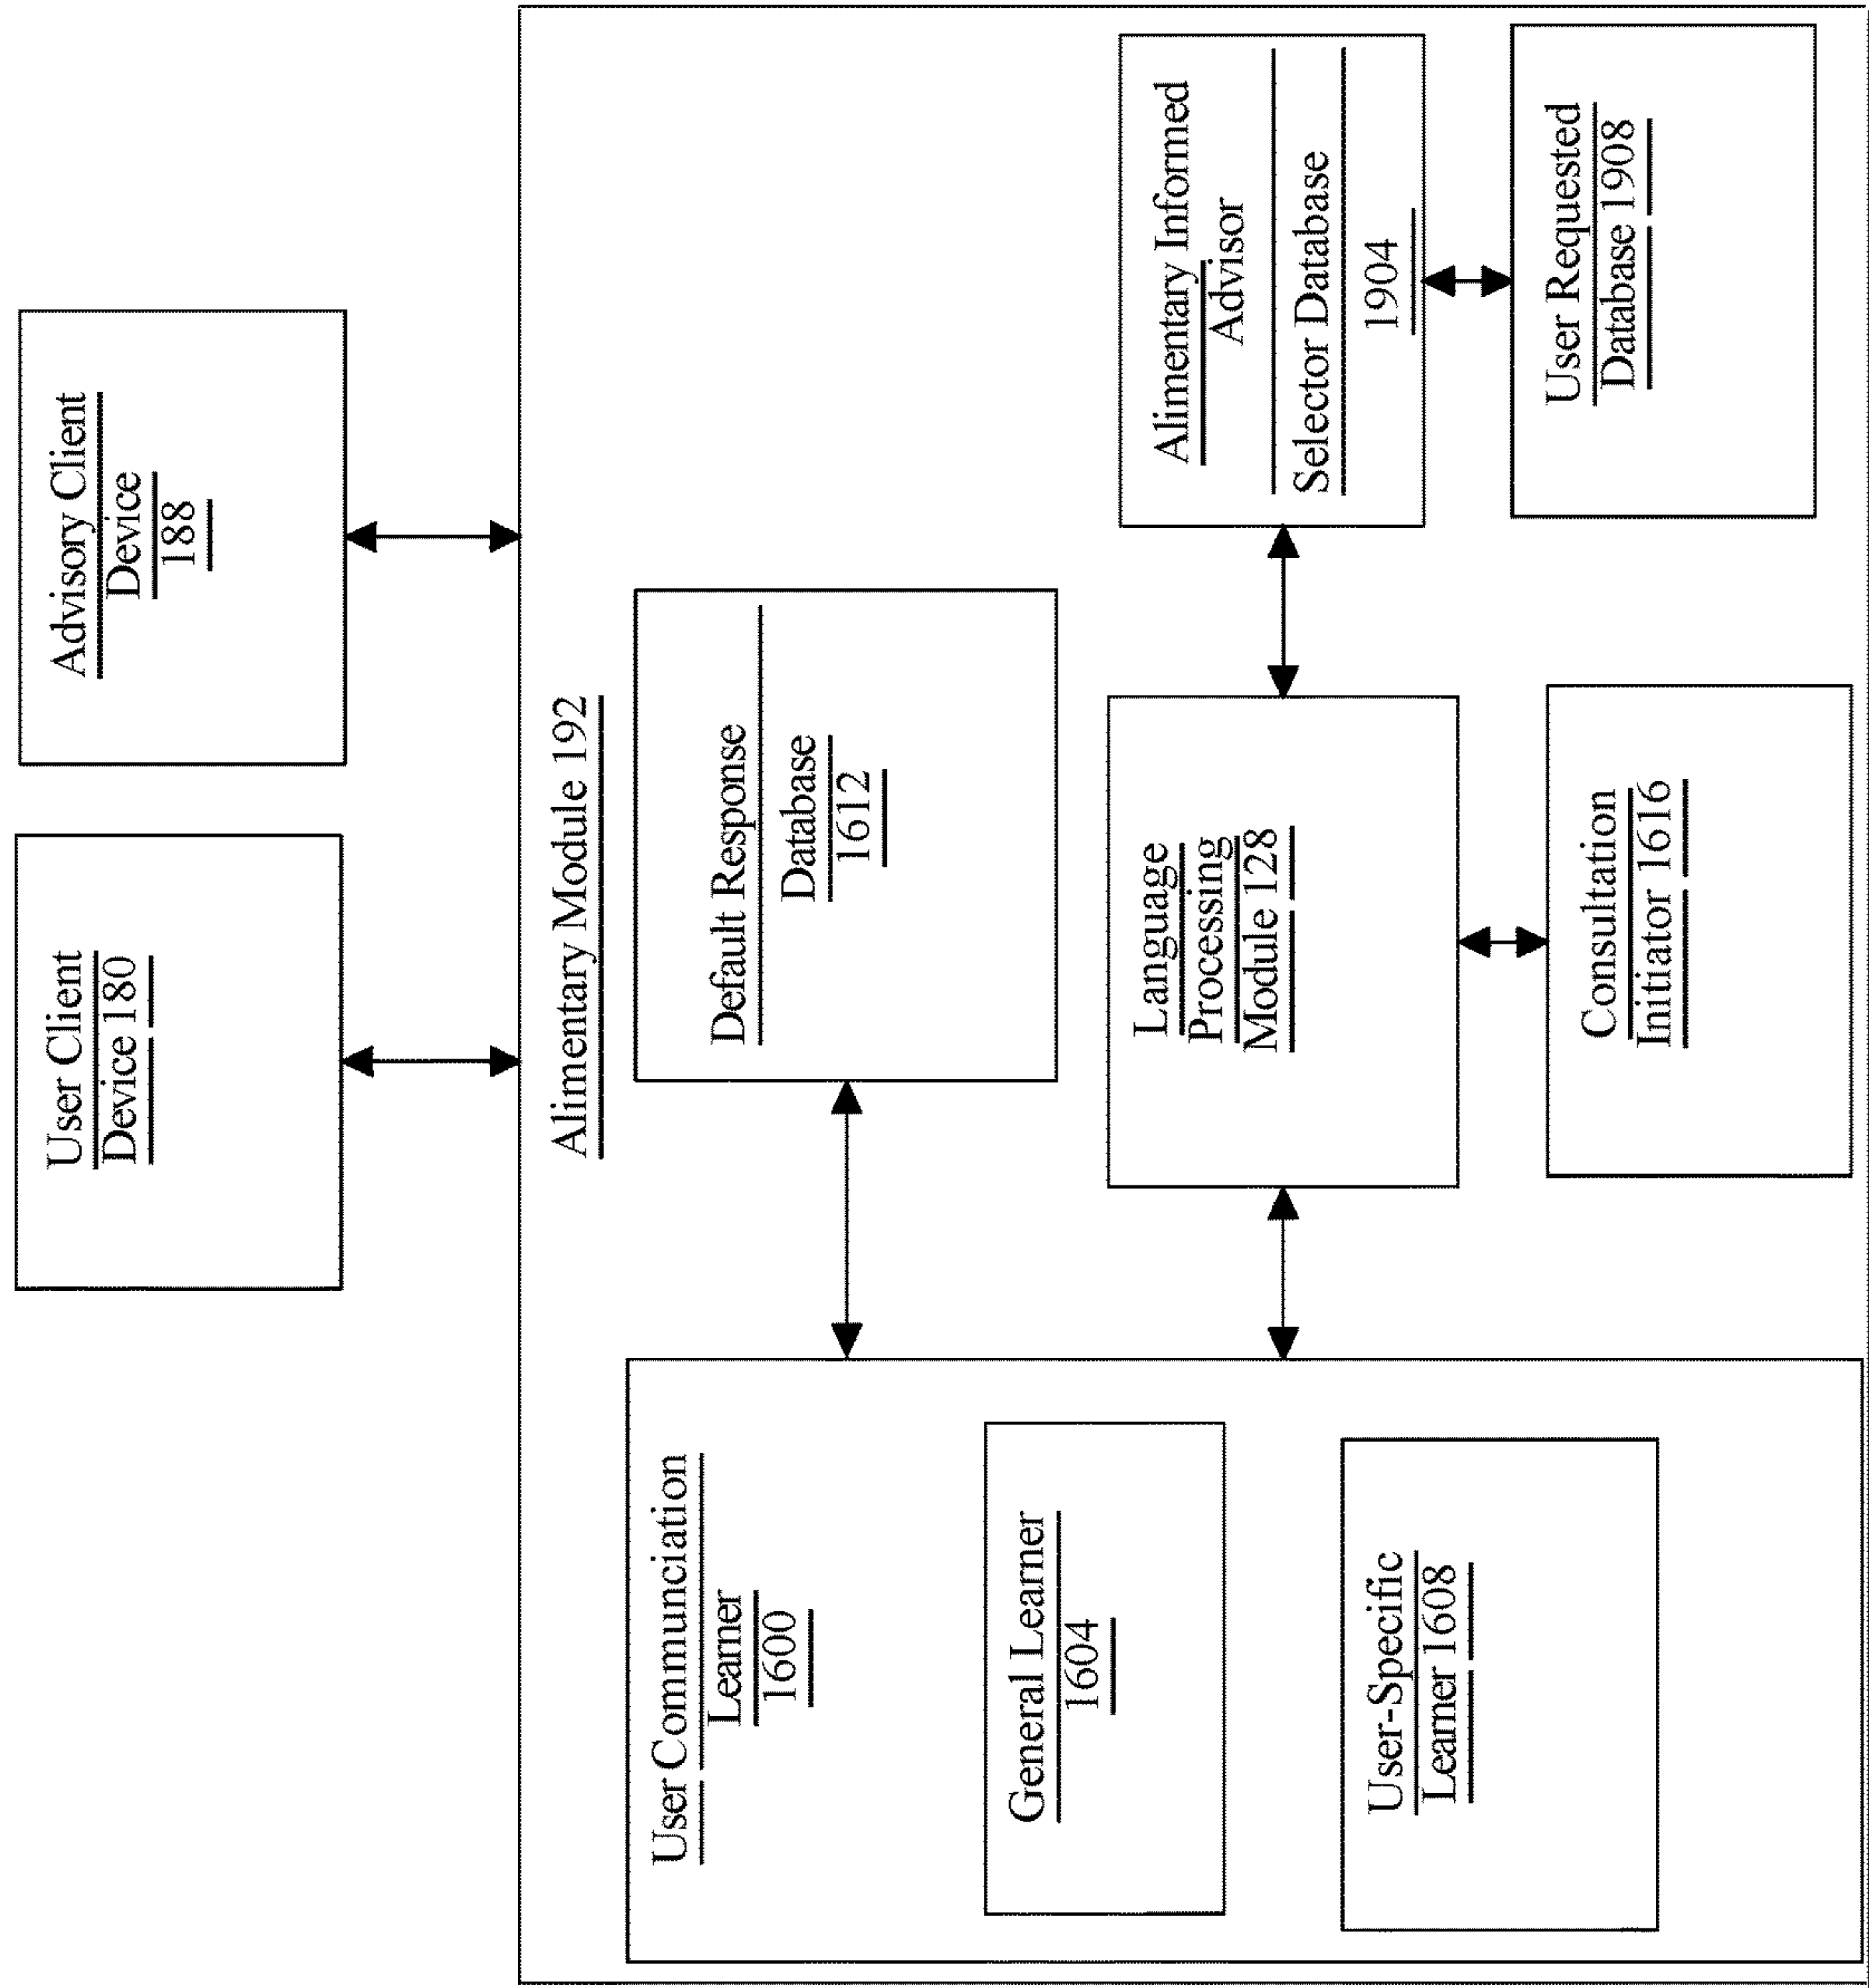 User Client
Device 180
Advisory Client
Device
188
Alimentary Module 192
User Communciation
Learner
1600
General Learner
1604
User-Specific
Learner 1608
Default Response
Database
1612
Language
Processing
Module 128
Consultation
Initiator 1616
Alimentary Informed
Advisor
Selector Database
1904
User Requested
Database 1908